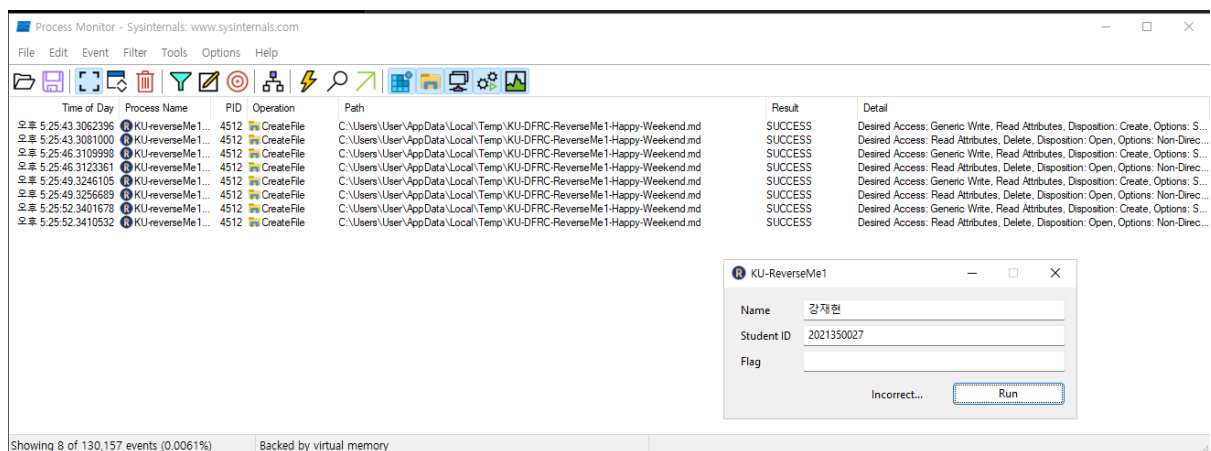 Process Monitor - Sysinternals: www.sysinternals.com
File Edit Event Filter Tools Options Help
Time of Day Process Name PID Operation Path Result Detail
오후 5:25:43.3062396 KU-reverseMe1... 4512 CreateFile C:\Users\User\AppData\Local\Temp\KU-DFRC-ReverseMe1-Happy-Weekend.md SUCCESS Desired Access: Generic Write, Read Attributes, Disposition: Create, Options: S...
오후 5:25:43.3081000 KU-reverseMe1... 4512 CreateFile C:\Users\User\AppData\Local\Temp\KU-DFRC-ReverseMe1-Happy-Weekend.md SUCCESS Desired Access: Read Attributes, Delete, Disposition: Open, Options: Non-Direc...
오후 5:25:46.3109998 KU-reverseMe1... 4512 CreateFile C:\Users\User\AppData\Local\Temp\KU-DFRC-ReverseMe1-Happy-Weekend.md SUCCESS Desired Access: Generic Write, Read Attributes, Disposition: Create, Options: S...
오후 5:25:46.3123361 KU-reverseMe1... 4512 CreateFile C:\Users\User\AppData\Local\Temp\KU-DFRC-ReverseMe1-Happy-Weekend.md SUCCESS Desired Access: Read Attributes, Delete, Disposition: Open, Options: Non-Direc...
오후 5:25:49.3246105 KU-reverseMe1... 4512 CreateFile C:\Users\User\AppData\Local\Temp\KU-DFRC-ReverseMe1-Happy-Weekend.md SUCCESS Desired Access: Generic Write, Read Attributes, Disposition: Create, Options: S...
오후 5:25:49.3256689 KU-reverseMe1... 4512 CreateFile C:\Users\User\AppData\Local\Temp\KU-DFRC-ReverseMe1-Happy-Weekend.md SUCCESS Desired Access: Read Attributes, Delete, Disposition: Open, Options: Non-Direc...
오후 5:25:52.3401678 KU-reverseMe1... 4512 CreateFile C:\Users\User\AppData\Local\Temp\KU-DFRC-ReverseMe1-Happy-Weekend.md SUCCESS Desired Access: Generic Write, Read Attributes, Disposition: Create, Options: S...
오후 5:25:52.3410532 KU-reverseMe1... 4512 CreateFile C:\Users\User\AppData\Local\Temp\KU-DFRC-ReverseMe1-Happy-Weekend.md SUCCESS Desired Access: Read Attributes, Delete, Disposition: Open, Options: Non-Direc...
KU-ReverseMe1
Name 강재현
Student ID 2021350027
Flag
Incorrect... Run
Showing 8 of 130,157 events (0.0061%) Backed by virtual memory